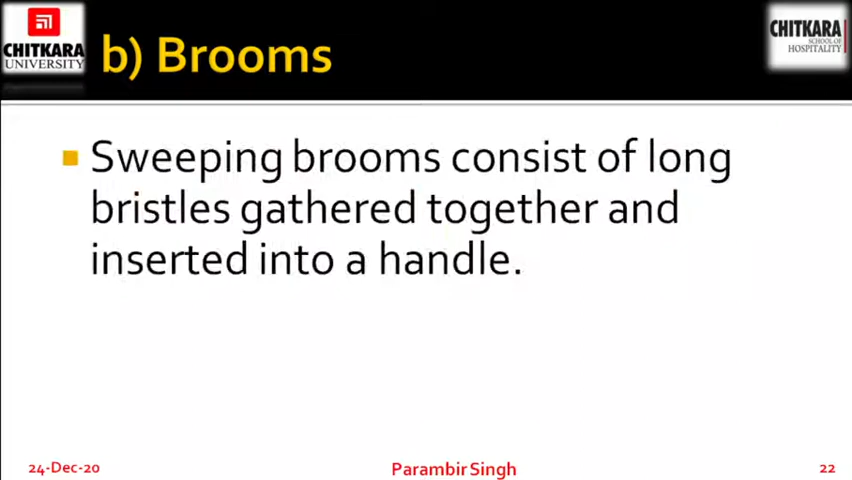 CHITKARA
UNIVERSITY
b) Brooms
CHITKARA
SCHOOL OF
HOSPITALITY
Sweeping brooms consist of long
bristles gathered together and
inserted into a handle.
24-Dec-20
Parambir Singh
22